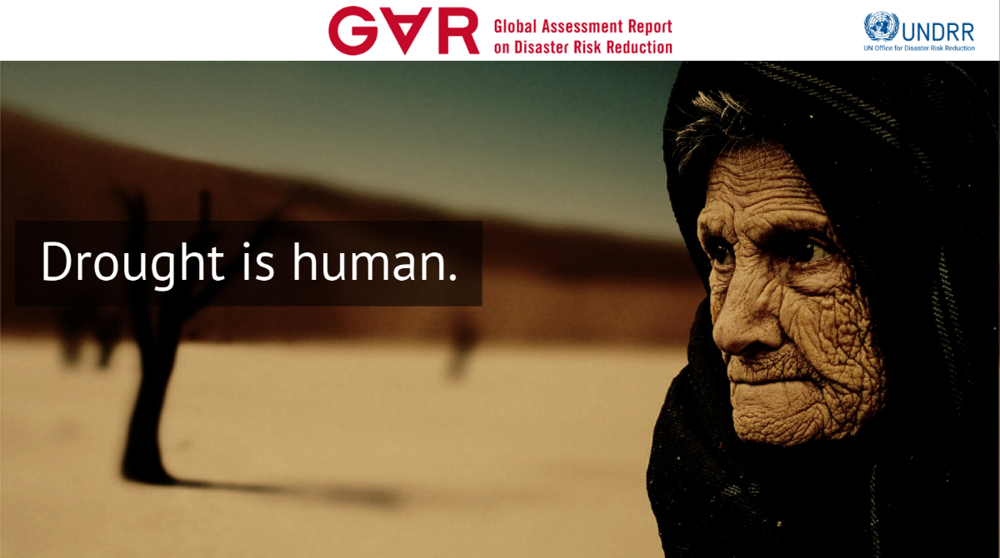 GAR
Global Assessment Report
on Disaster Risk Reduction
UNDRR
UN Office for Disaster Risk Reduction
Drought is human.